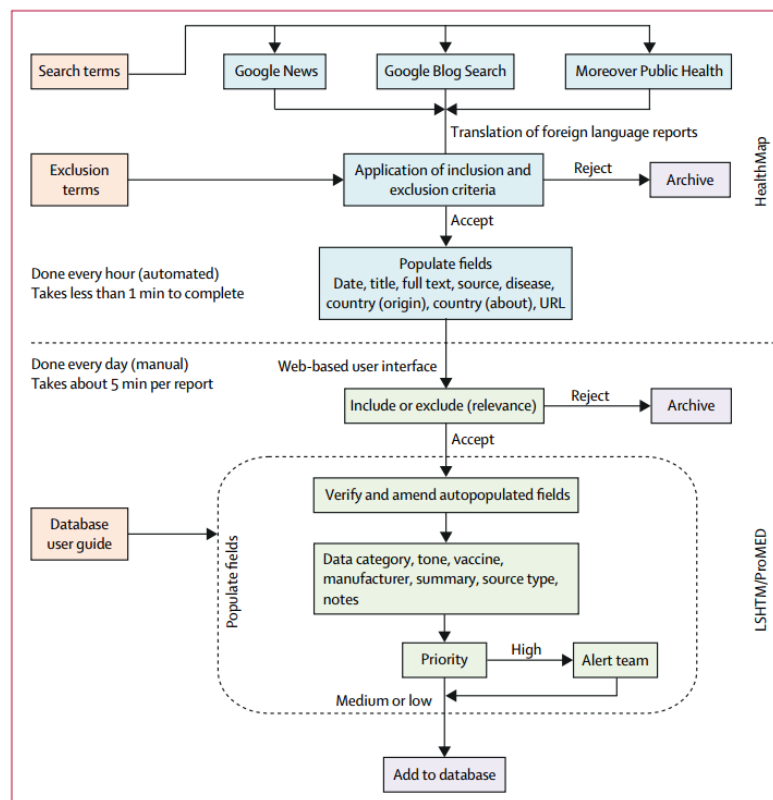 Search terms
Google News
Google Blog Search
Moreover Public Health
Translation of foreign language reports
Exclusion
terms
Application of inclusion and
exclusion criteria
Reject
Archive
HealthMap
Accept
Done every hour (automated)
Takes less than 1 min to complete
Populate fields
Date, title, full text, source, disease,
country (origin), country (about), URL
Done every day (manual)
Takes about 5 min per report
Web-based user interface
Include or exclude (relevance)
Reject
Archive
Accept
Verify and amend autopopulated fields
Database
user guide
Populate fields
Data category, tone, vaccine,
manufacturer, summary, source type,
notes
LSHTM/ProMED
Priority
High
Alert team
Medium or low
Add to database